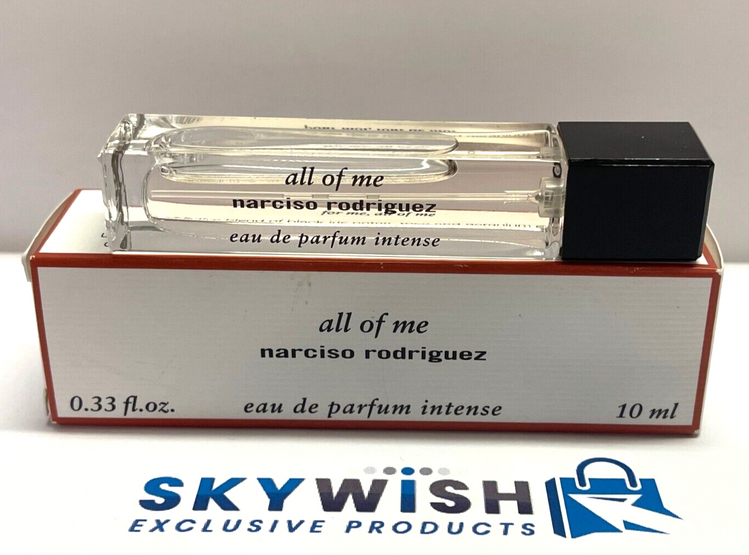 all of me
narciso rodriguez
for me, all of me
eau de parfum intense
all of me
narciso rodriguez
0.33 fl.oz. eau de parfum intense 10 ml
SKYWISH
EXCLUSIVE PRODUCTS